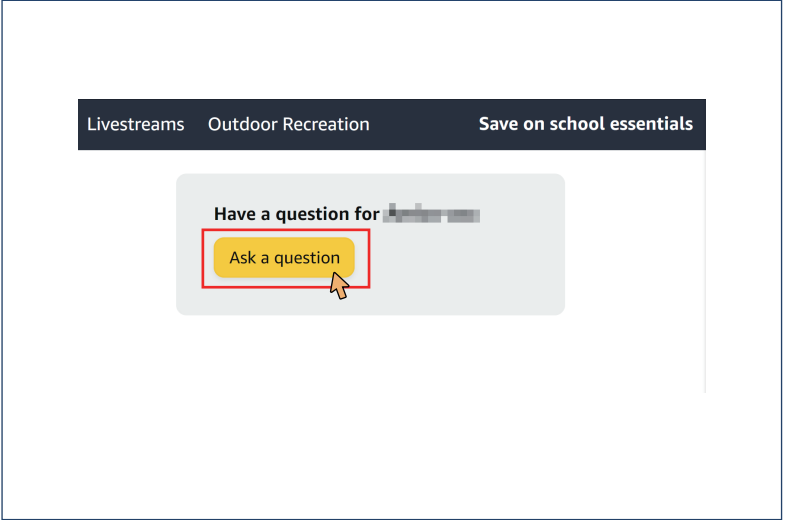 Livestreams Outdoor Recreation Save on school essentials
Have a question for
Ask a question